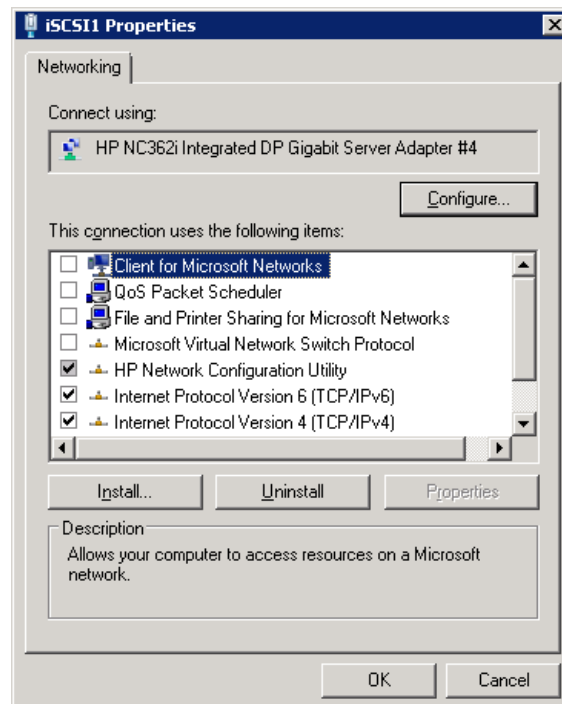 iSCSI1 Properties
Networking
Connect using:
HP NC362i Integrated DP Gigabit Server Adapter #4
Configure...
This connection uses the following items:
Client for Microsoft Networks
QoS Packet Scheduler
File and Printer Sharing for Microsoft Networks
Microsoft Virtual Network Switch Protocol
HP Network Configuration Utility
Internet Protocol Version 6 (TCP/IPv6)
Internet Protocol Version 4 (TCP/IPv4)
Install... Uninstall Properties
Description
Allows your computer to access resources on a Microsoft
network.
OK Cancel